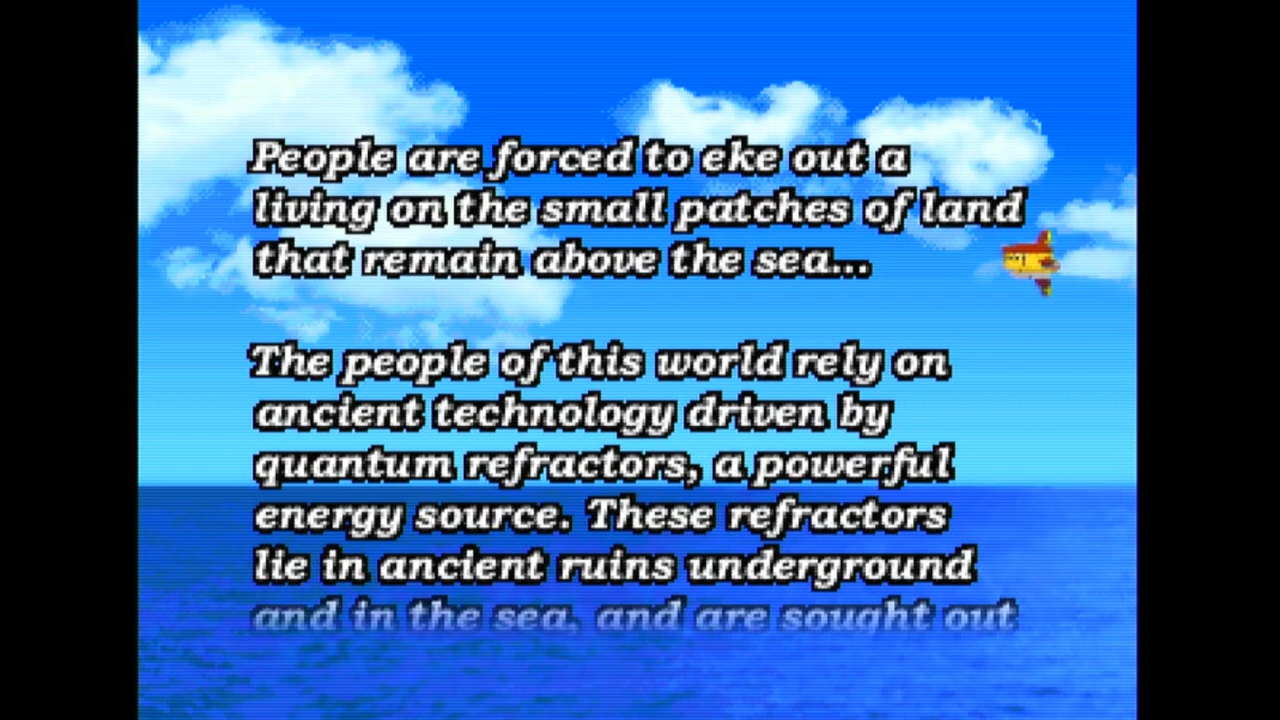 People are forced to eke out a
living on the small patches of land
that remain above the sea...
The people of this world rely on
ancient technology driven by
quantum refractors, a powerful
energy source. These refractors
lie in ancient ruins underground
and in the sea, and are sought out